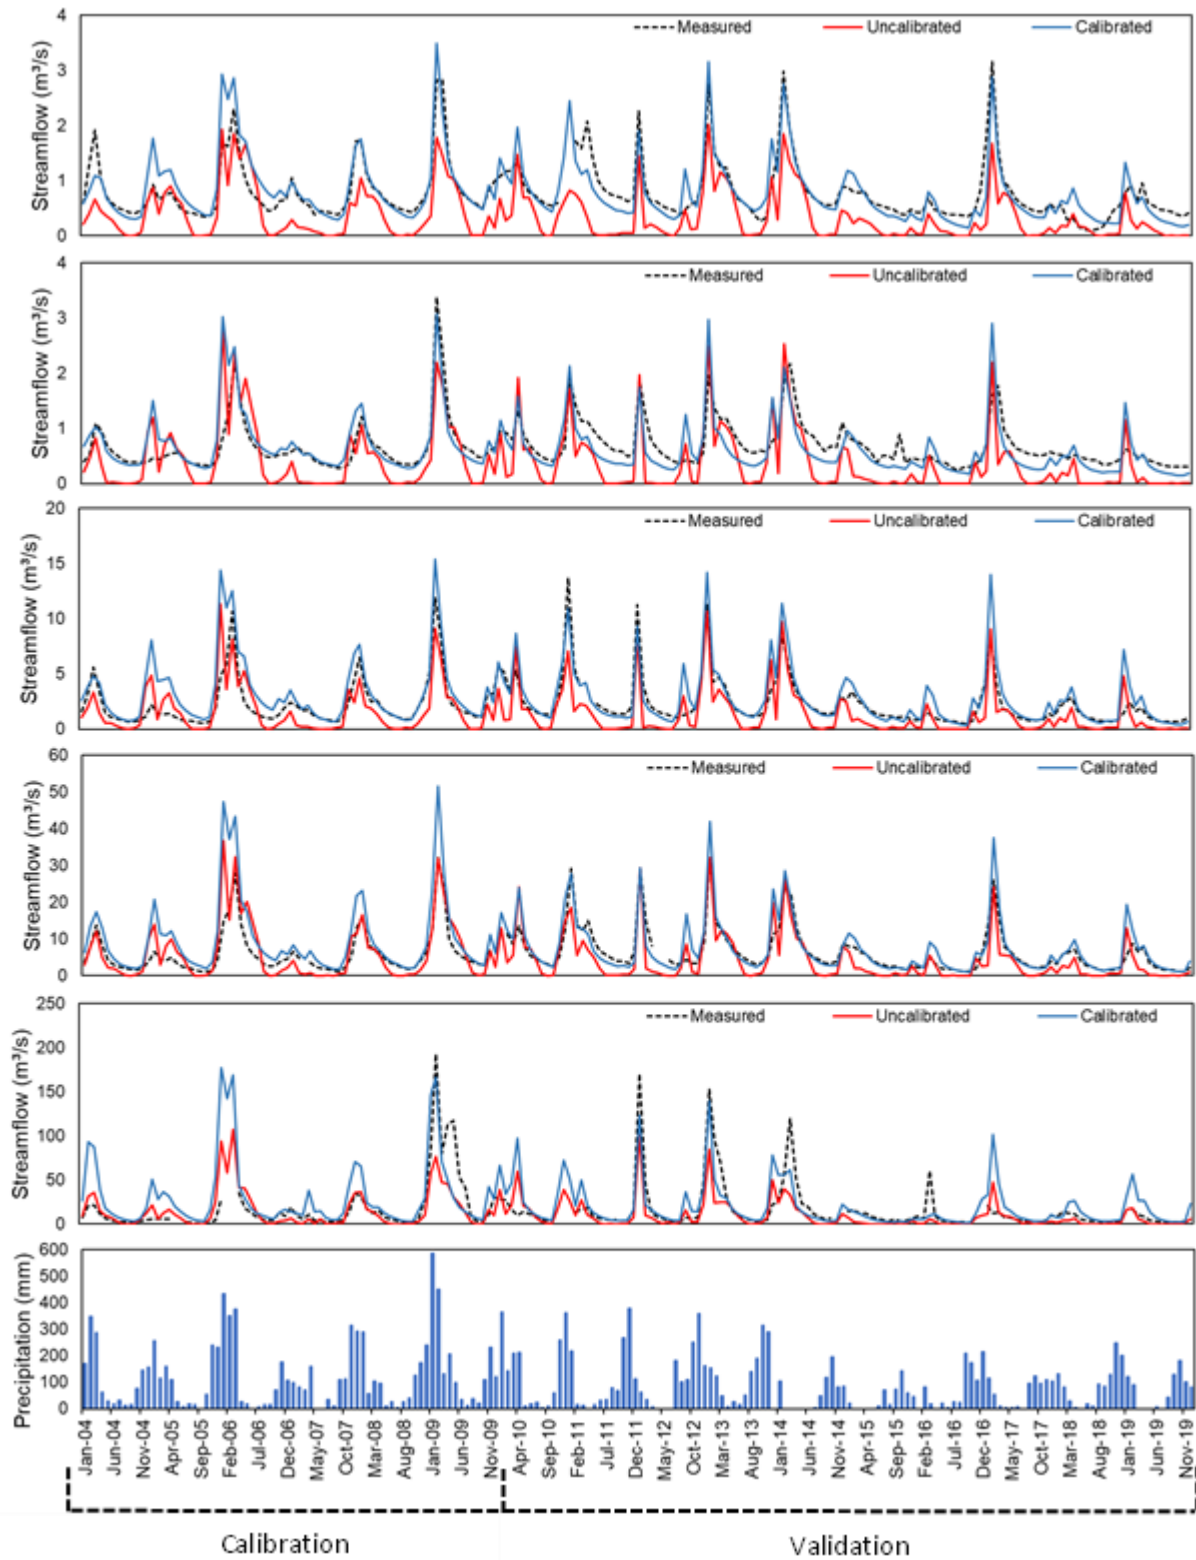 4
3
2
1
0
Streamflow (m³/s)
Measured Uncalibrated Calibrated
4
3
2
1
0
Streamflow (m³/s)
Measured Uncalibrated Calibrated
20
15
10
5
0
Streamflow (m³/s)
Measured Uncalibrated Calibrated
60
50
40
30
20
10
0
Streamflow (m³/s)
Measured Uncalibrated Calibrated
250
200
150
100
50
0
Streamflow (m³/s)
Measured Uncalibrated Calibrated
600
500
400
300
200
100
0
Precipitation (mm)
Jan-04
Jun-04
Nov-04
Apr-05
Sep-05
Feb-06
Jul-06
Dec-06
May-07
Oct-07
Mar-08
Aug-08
Jan-09
Jun-09
Nov-09
Apr-10
Sep-10
Feb-11
Jul-11
Dec-11
May-12
Oct-12
Mar-13
Aug-13
Jan-14
Jun-14
Nov-14
Apr-15
Sep-15
Feb-16
Jul-16
Dec-16
May-17
Oct-17
Mar-18
Aug-18
Jan-19
Jun-19
Nov-19
Calibration Validation